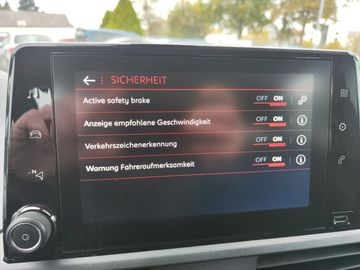 SICHERHEIT
Active safety brake OFF ON
Anzeige empfohlene Geschwindigkeit OFF ON
Verkehrszeichenerkennung OFF ON
Warnung Fahreraufmerksamkeit OFF ON
N